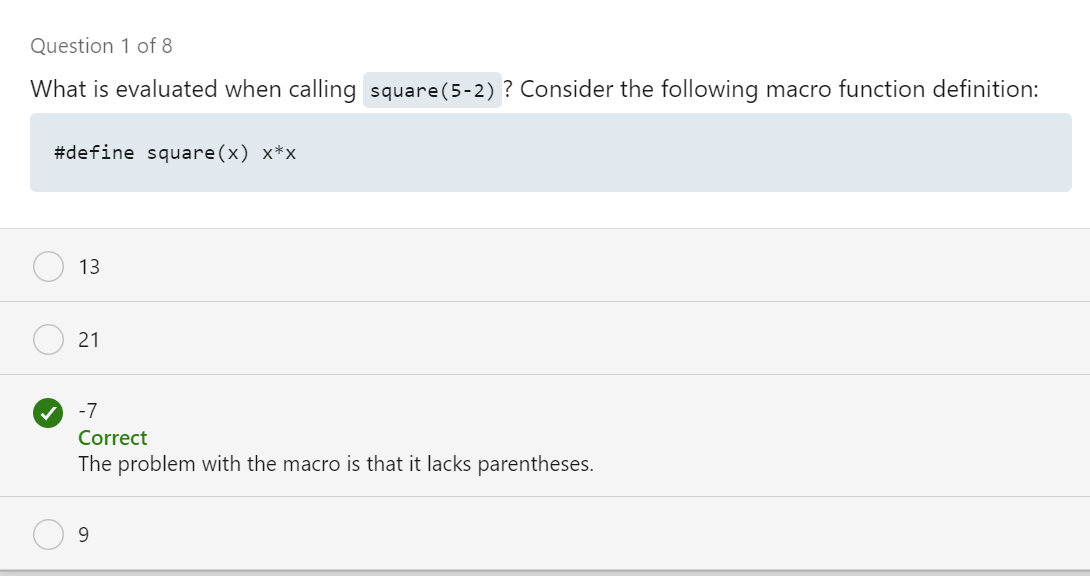 Question 1 of 8
What is evaluated when calling square(5-2)? Consider the following macro function definition:
#define square(x) x*x
13
21
-7
Correct
The problem with the macro is that it lacks parentheses.
9